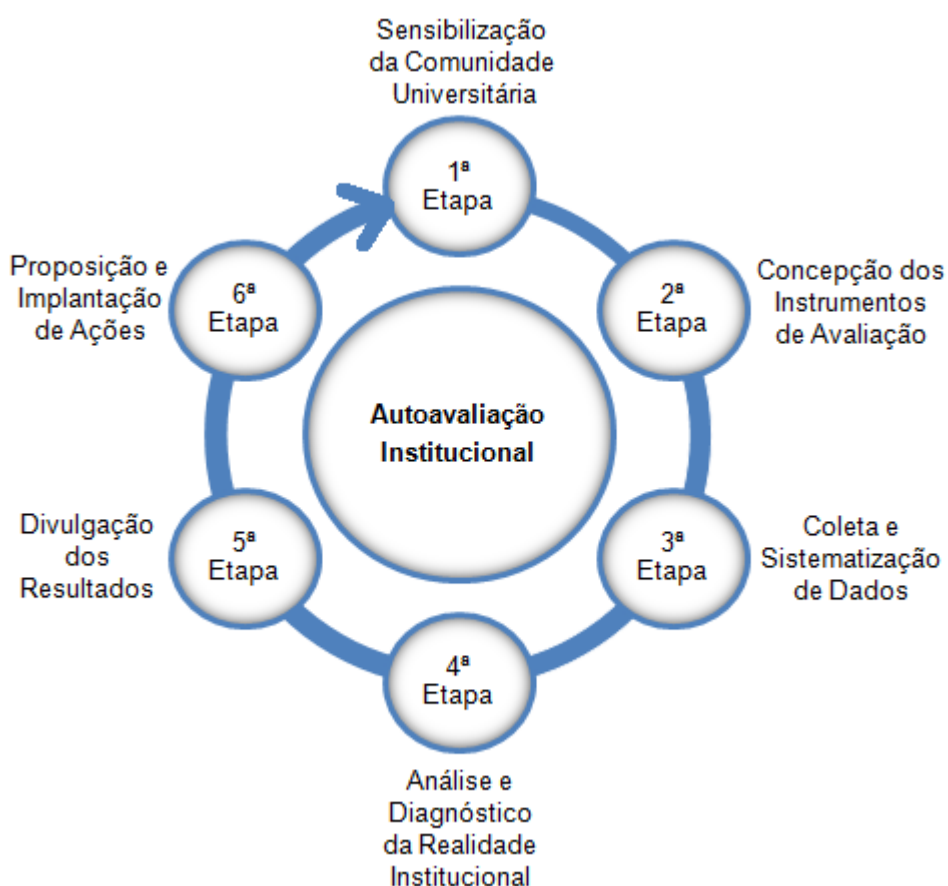 Sensibilização
da Comunidade
Universitária
1ª
Etapa
2ª
Etapa
Concepção dos
Instrumentos
de Avaliação
3ª
Etapa
Coleta e
Sistematização
de Dados
4ª
Etapa
Análise e
Diagnóstico
da Realidade
Institucional
5ª
Etapa
Divulgação
dos
Resultados
6ª
Etapa
Proposição e
Implantação
de Ações
Autoavaliação
Institucional